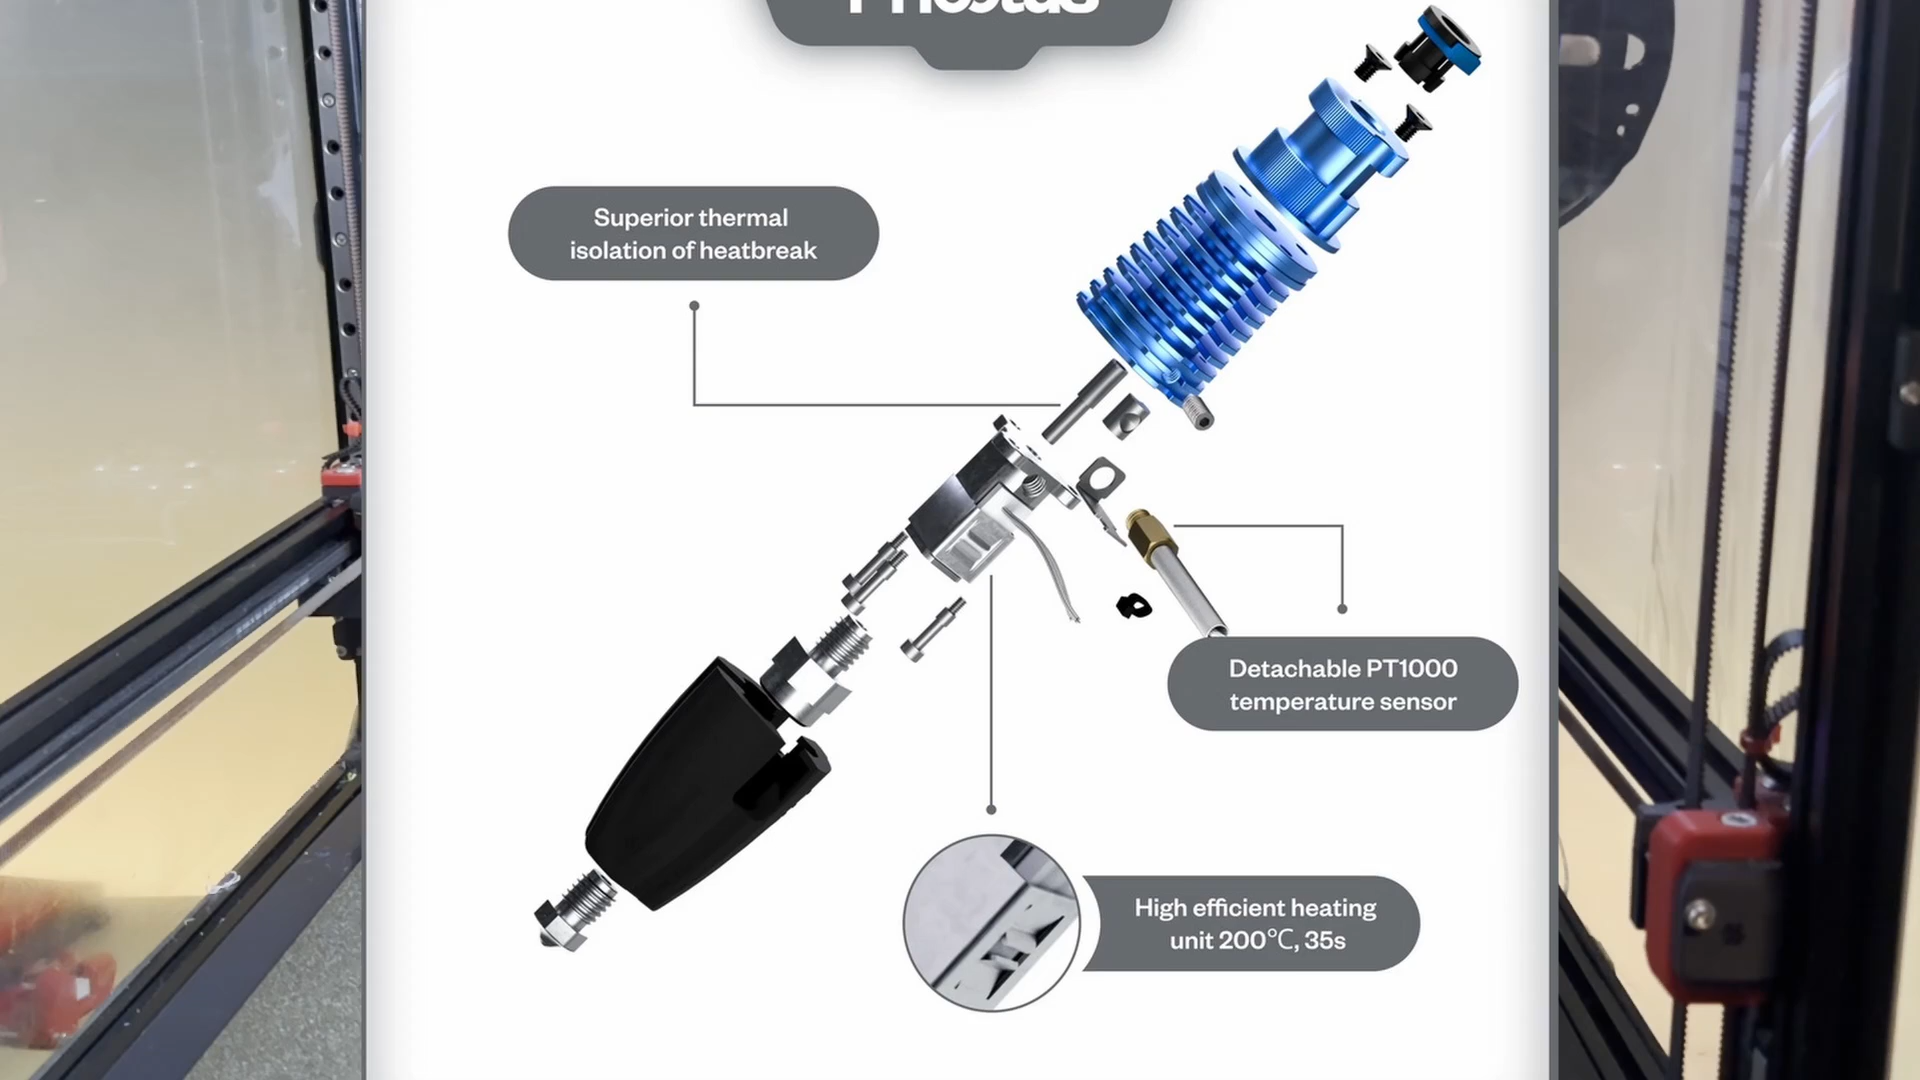 Superior thermal
isolation of heatbreak
Detachable PT1000
temperature sensor
High efficient heating
unit 200℃, 35s